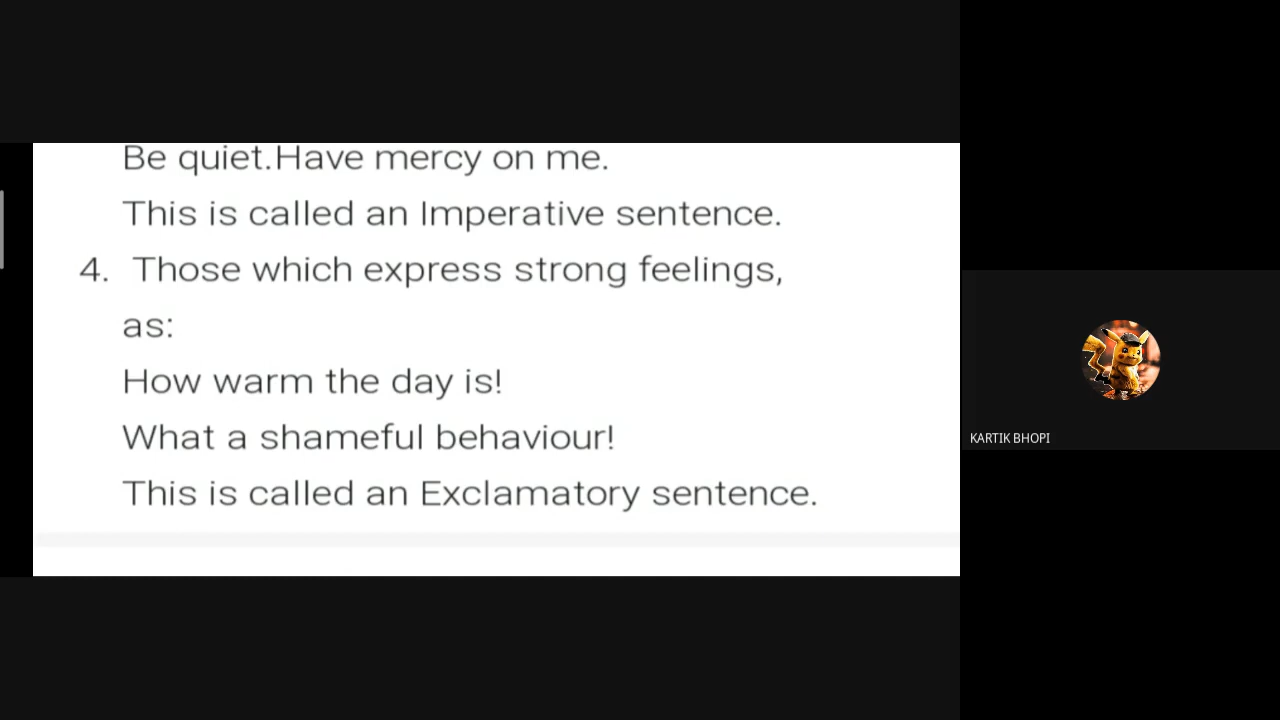 Be quiet.Have mercy on me.
This is called an Imperative sentence.
4. Those which express strong feelings,
as:
How warm the day is!
What a shameful behaviour!
This is called an Exclamatory sentence.
KARTIK BHOPI